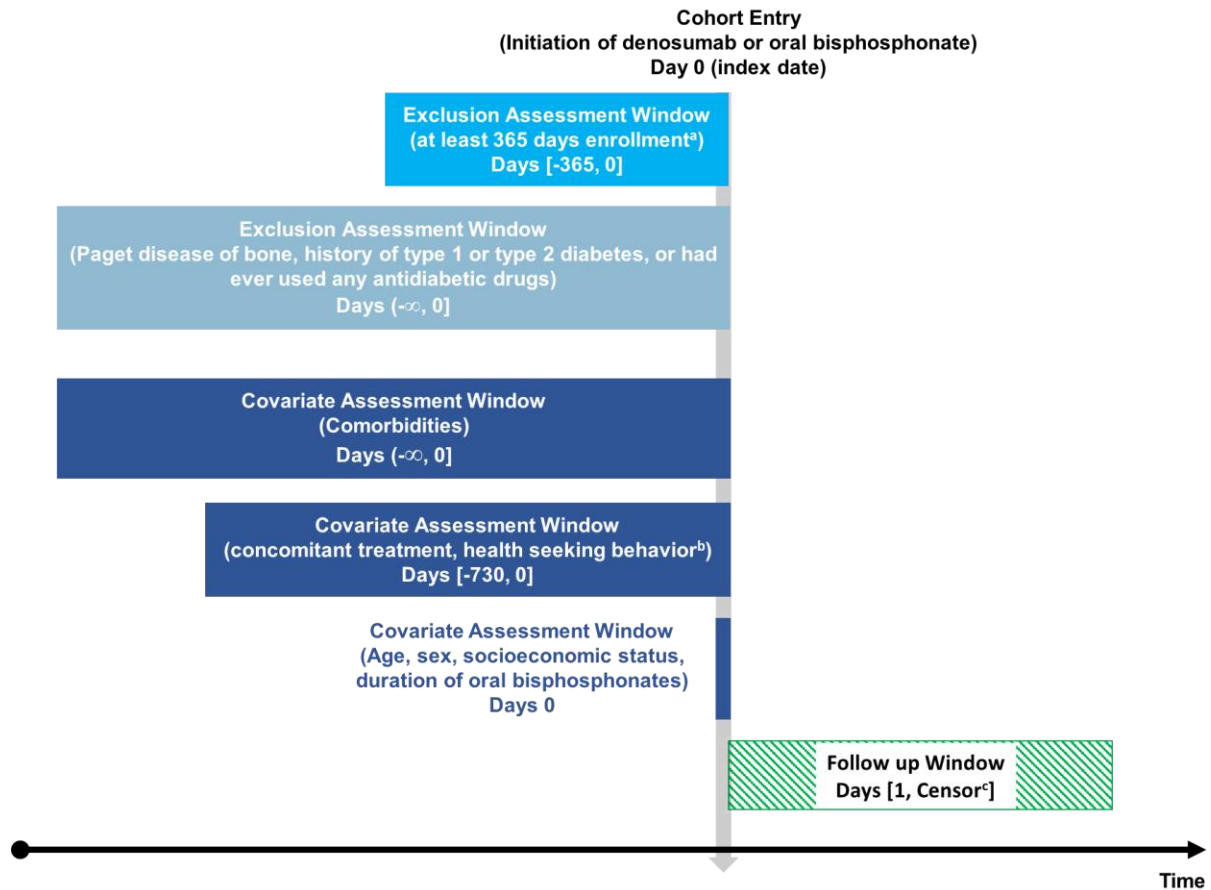 Cohort Entry
(Initiation of denosumab or oral bisphosphonate)
Day 0 (index date)
Exclusion Assessment Window
(at least 365 days enrollmentᵃ)
Days [-365, 0]
Exclusion Assessment Window
(Paget disease of bone, history of type 1 or type 2 diabetes, or had
ever used any antidiabetic drugs)
Days (-∞, 0]
Covariate Assessment Window
(Comorbidities)
Days (-∞, 0]
Covariate Assessment Window
(concomitant treatment, health seeking behaviorᵇ)
Days [-730, 0]
Covariate Assessment Window
(Age, sex, socioeconomic status,
duration of oral bisphosphonates)
Days 0
Follow up Window
Days [1, Censorᶜ]
Time